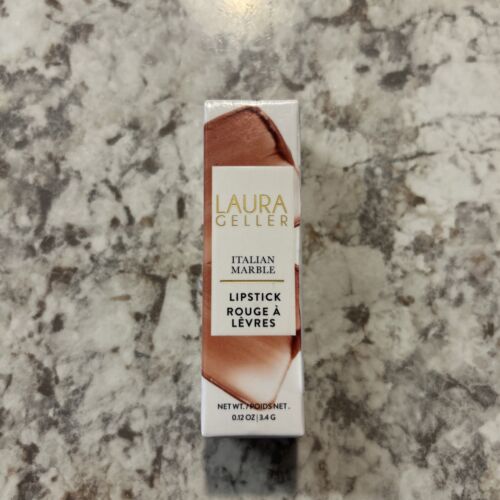 LAURA
GELLER
ITALIAN
MARBLE
LIPSTICK
ROUGE À
LÈVRES
NET WT. / POIDS NET.
0.12 OZ | 3.4 G